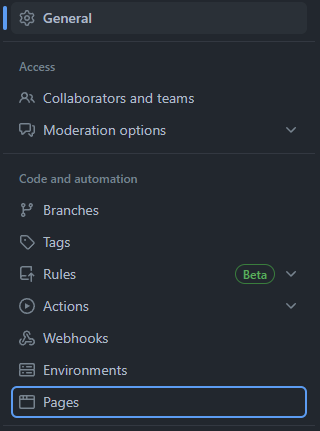 General
Access
Collaborators and teams
Moderation options
Code and automation
Branches
Tags
Rules Beta
Actions
Webhooks
Environments
Pages